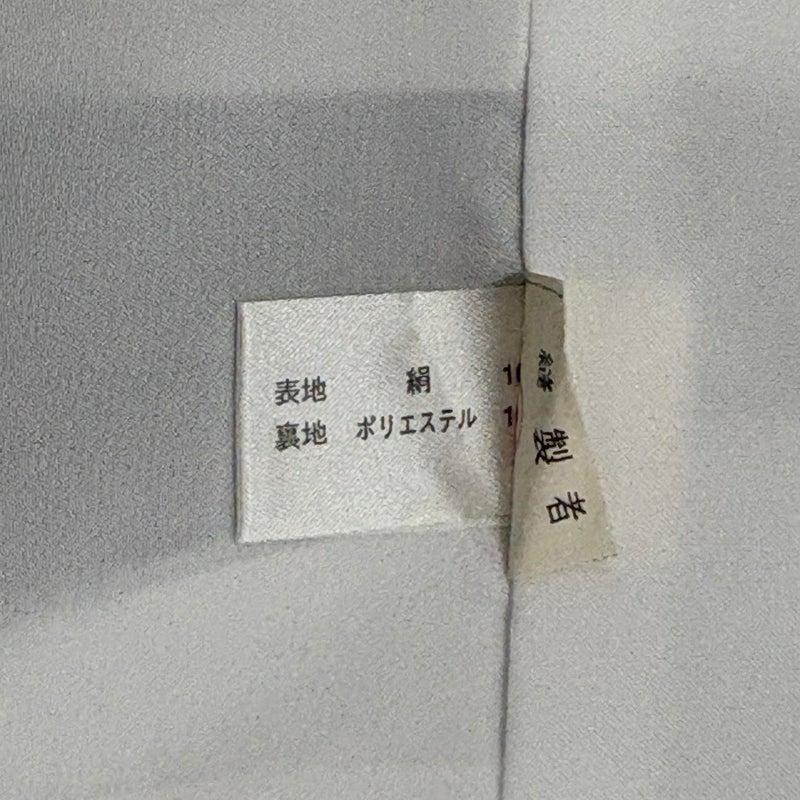 表地 絹
裏地 ポリエステル
製者